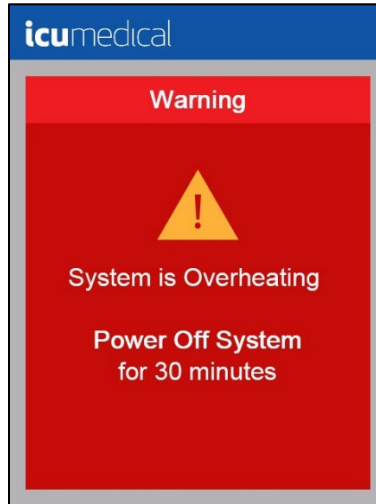 icumedical
Warning
!
System is Overheating
Power Off System
for 30 minutes